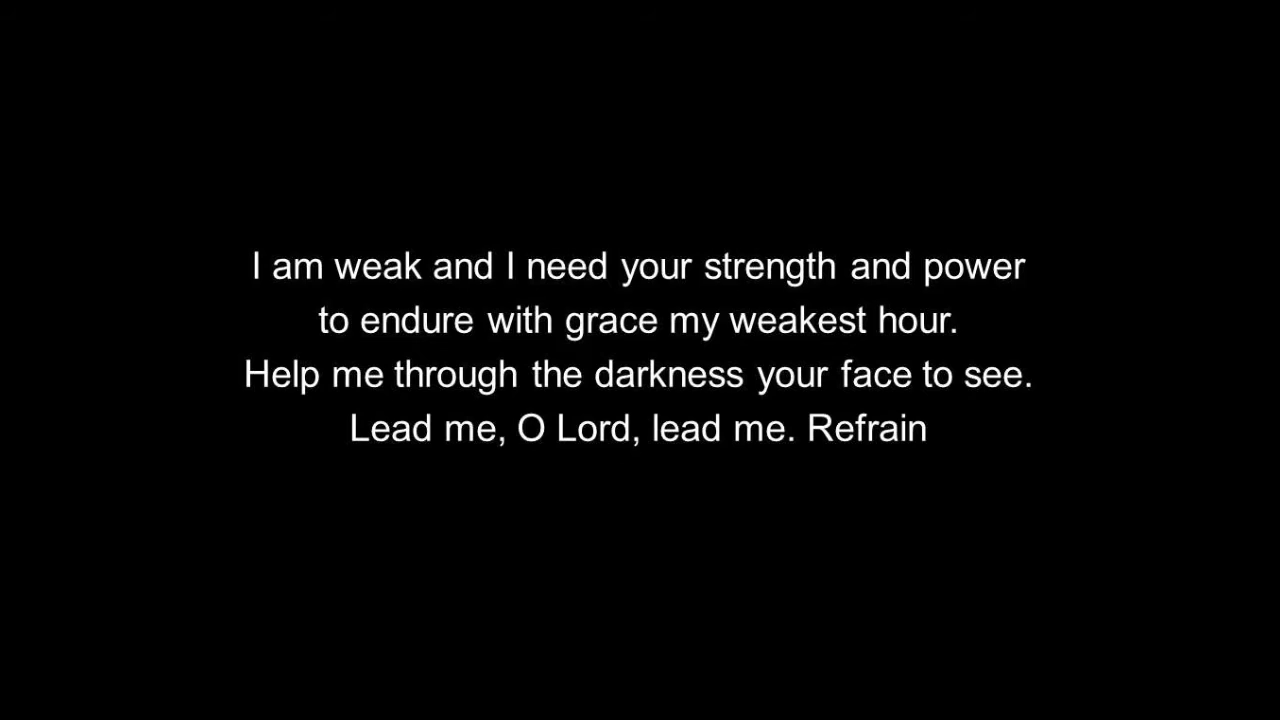 I am weak and I need your strength and power
to endure with grace my weakest hour.
Help me through the darkness your face to see.
Lead me, O Lord, lead me. Refrain